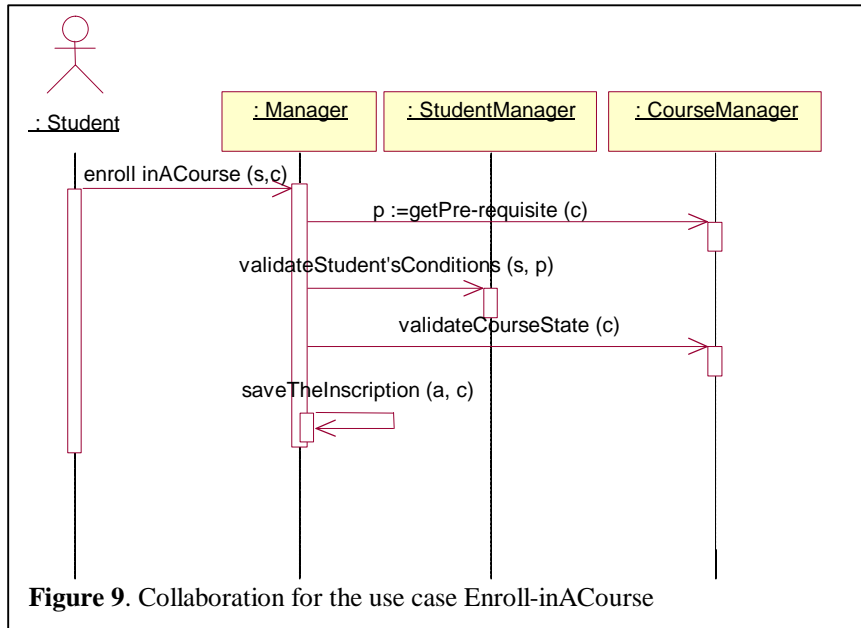 : Student
: Manager
: StudentManager
: CourseManager
enroll inACourse (s,c)
p :=getPre-requisite (c)
validateStudent'sConditions (s, p)
validateCourseState (c)
saveTheInscription (a, c)
Figure 9. Collaboration for the use case Enroll-inACourse